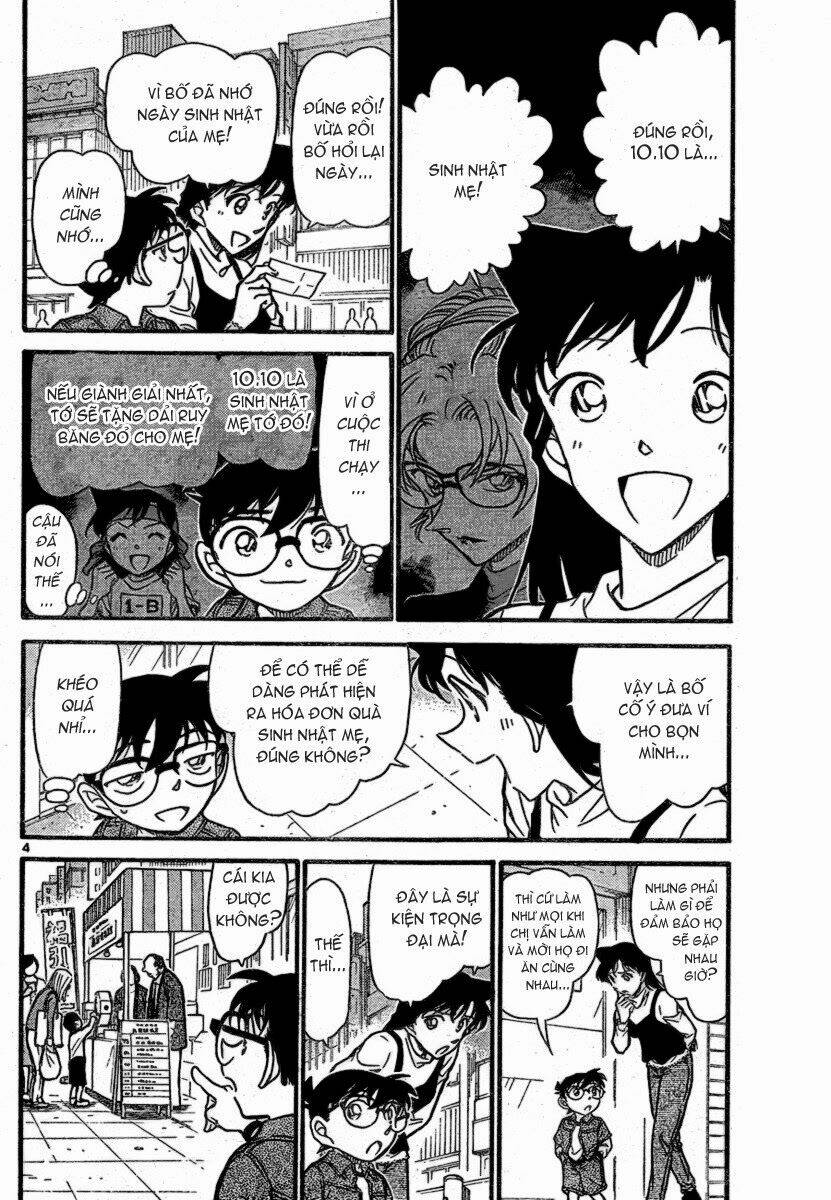 ĐÚNG RỒI,
10.10 LÀ...
SINH NHẬT
MẸ!
ĐÚNG RỒI!
VỪA RỒI
BỐ HỎI LẠI
NGÀY...
VÌ BỐ ĐÃ NHỚ
NGÀY SINH NHẬT
CỦA MẸ!
MÌNH
CŨNG
NHỚ...
VÌ Ở
CUỘC
THI CHẠY
...
10.10 LÀ
SINH NHẬT
MẸ TỚ ĐÓ!
NẾU GIÀNH GIẢI NHẤT,
TỚ SẼ TẶNG DẢI RUY
BĂNG ĐỎ CHO MẸ!
CẬU
ĐÃ
NÓI
THẾ
...
1-B
VẬY LÀ BỐ
CỐ Ý ĐƯA VÍ
CHO BỌN
MÌNH...
ĐỂ CÓ THỂ DỄ
DÀNG PHÁT HIỆN
RA HÓA ĐƠN QUÀ
SINH NHẬT MẸ,
ĐÚNG KHÔNG?
KHÉO
QUÁ
NHỈ...
4
NHƯNG PHẢI
LÀM GÌ ĐỂ
ĐẢM BẢO HỌ
SẼ GẶP
NHAU
GIỜ?
THÌ CỨ LÀM
NHƯ MỌI KHI
CHỊ VẪN LÀM
VÀ MỜI HỌ ĐI
ĂN CÙNG
NHAU...
ĐÂY LÀ SỰ
KIỆN TRỌNG
ĐẠI MÀ!
THẾ
THÌ...
CÁI KIA
ĐƯỢC
KHÔNG?